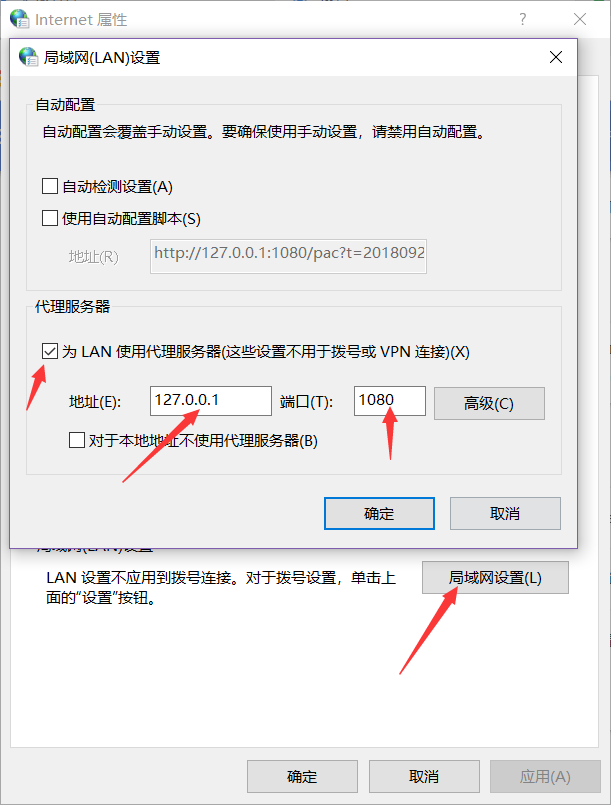 Internet 属性
局域网(LAN)设置
自动配置
自动配置会覆盖手动设置。要确保使用手动设置，请禁用自动配置。
自动检测设置(A)
使用自动配置脚本(S)
地址(R)
http://127.0.0.1:1080/pac?t=2018092
代理服务器
为 LAN 使用代理服务器(这些设置不用于拨号或 VPN 连接)(X)
地址(E): 127.0.0.1 端口(T): 1080 高级(C)
对于本地地址不使用代理服务器(B)
确定 取消
局域网(LAN)设置
LAN 设置不应用到拨号连接。对于拨号设置，单击上
面的“设置”按钮。
局域网设置(L)
确定 取消 应用(A)